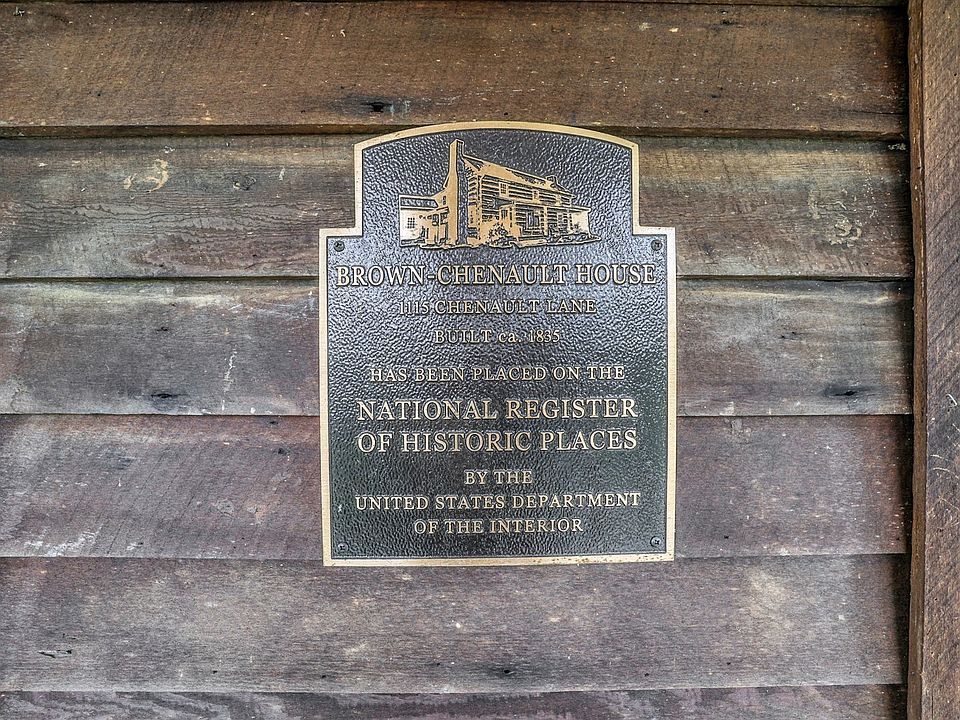 BROWN-CHENAULT HOUSE
1115 CHENAULT LANE
BUILT ca. 1835
HAS BEEN PLACED ON THE
NATIONAL REGISTER
OF HISTORIC PLACES
BY THE
UNITED STATES DEPARTMENT
OF THE INTERIOR